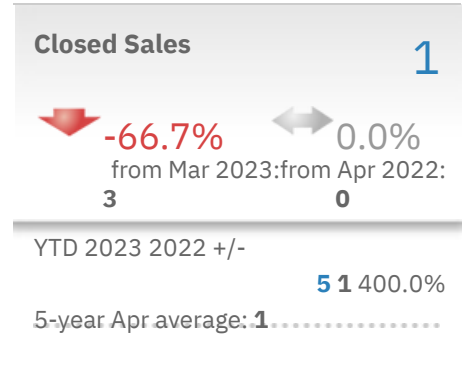 Closed Sales 1
-66.7% 0.0%
from Mar 2023: from Apr 2022:
3 0
YTD 2023 2022 +/-
5 1 400.0%
5-year Apr average: 1